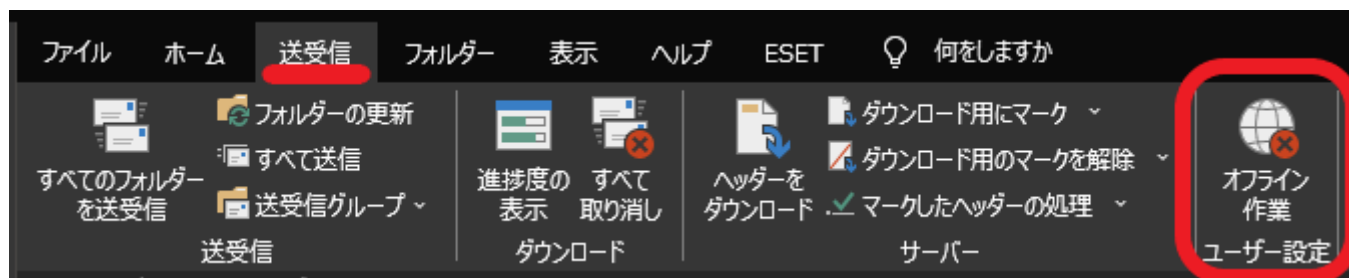 ファイル ホーム 送受信 フォルダー 表示 ヘルプ ESET 何をしますか
すべてのフォルダー
を送受信
フォルダーの更新
すべて送信
送受信グループ
送受信
進捗度の
表示
すべて
取り消し
ダウンロード
ヘッダーを
ダウンロード
ダウンロード用にマーク
ダウンロード用のマークを解除
マークしたヘッダーの処理
サーバー
オフライン
作業
ユーザー設定